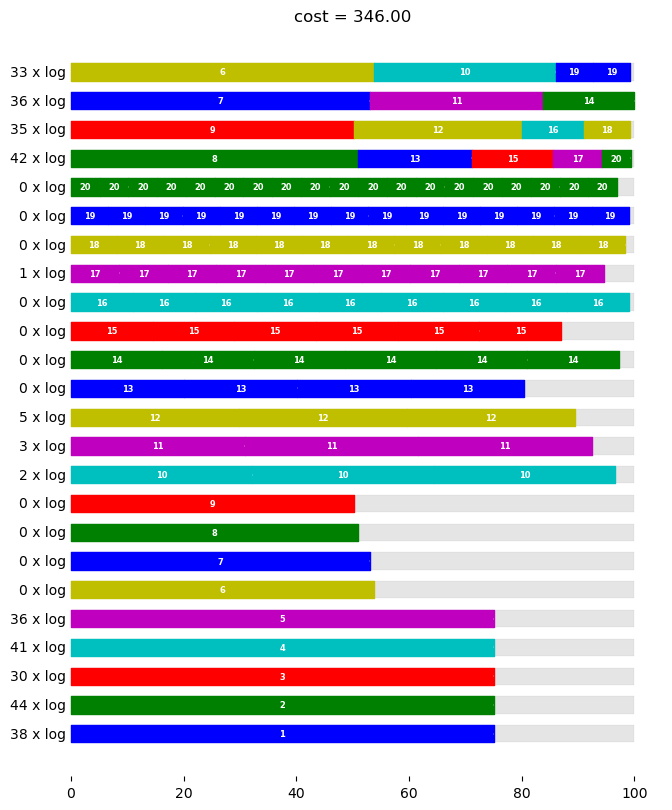 cost = 346.00
33 x log 6 10 19 19
36 x log 7 11 14
35 x log 9 12 16 18
42 x log 8 13 15 17 20
0 x log 20 20 20 20 20 20 20 20 20 20 20 20 20 20 20 20 20 20 20
0 x log 19 19 19 19 19 19 19 19 19 19 19 19 19 19 19
0 x log 18 18 18 18 18 18 18 18 18 18 18 18
1 x log 17 17 17 17 17 17 17 17 17 17 17
0 x log 16 16 16 16 16 16 16 16 16
0 x log 15 15 15 15 15 15
0 x log 14 14 14 14 14 14
0 x log 13 13 13 13
5 x log 12 12 12
3 x log 11 11 11
2 x log 10 10 10
0 x log 9
0 x log 8
0 x log 7
0 x log 6
36 x log 5
41 x log 4
30 x log 3
44 x log 2
38 x log 1
0 20 40 60 80 100